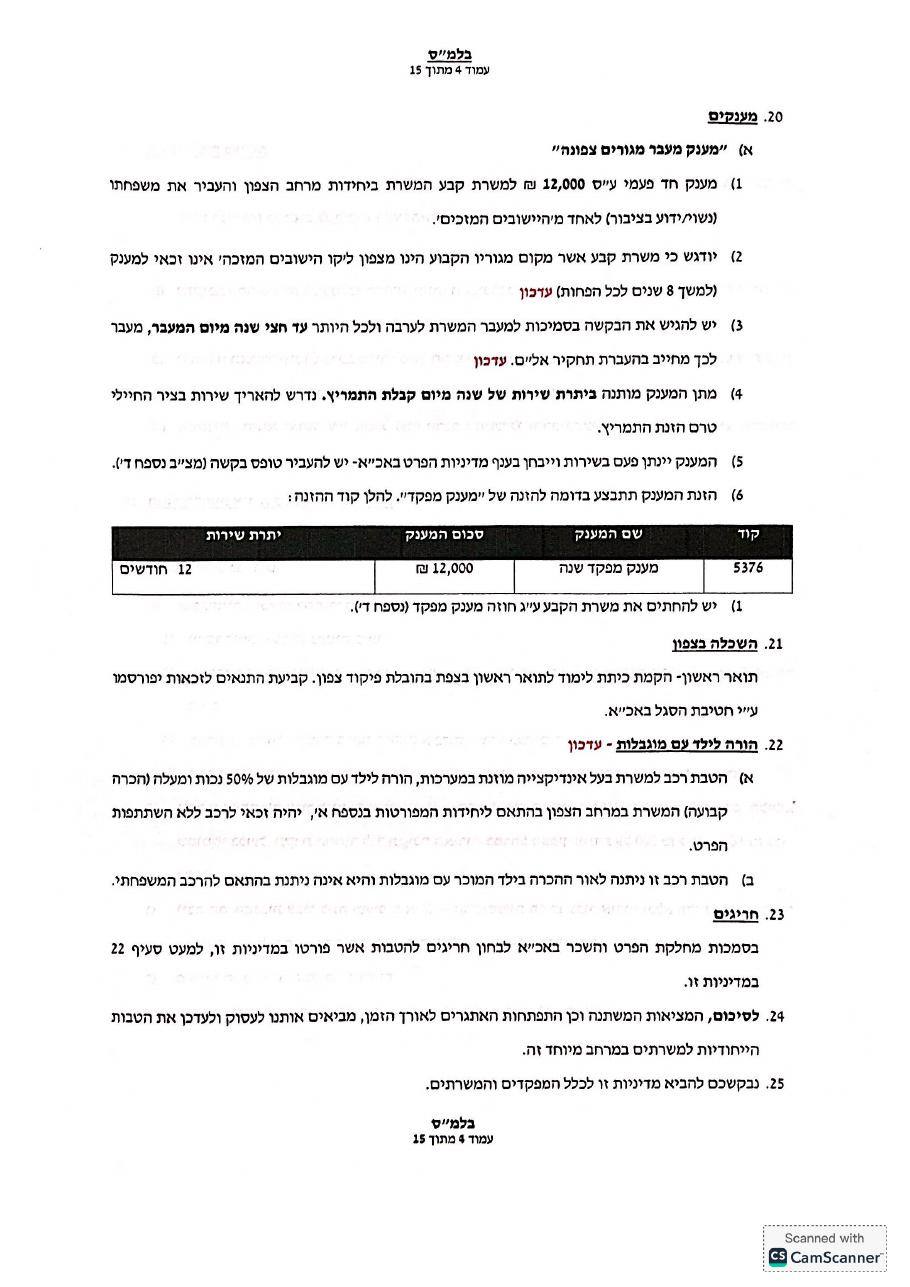 בלמ"ס
עמוד 4 מתוך 15
20. מענקים
א) "מענק מעבר מגורים צפונה"
1) מענק חד פעמי ע"ס 12,000 ₪ למשרת קבע המשרת ביחידות מרחב הצפון והעביר את משפחתו
(נשוי/ידוע בציבור) לאחד מ'היישובים המזכים'.
2) יודגש כי משרת קבע אשר מקום מגוריו הקבוע הינו מצפון ליקו הישובים המזכה' אינו זכאי למענק
(למשך 8 שנים לכל הפחות) עדכון
3) יש להגיש את הבקשה בסמיכות למעבר המשרת לערבה ולכל היותר עד חצי שנה מיום המעבר, מעבר
לכך מחייב בהעברת תחקיר אל"ם. עדכון
4) מתן המענק מותנה ביתרת שירות של שנה מיום קבלת התמריץ. נדרש להאריך שירות בציר החיילי
טרם הזנת התמריץ.
5) המענק יינתן פעם בשירות וייבחן בענף מדיניות הפרט באכ"א- יש להעביר טופס בקשה (מצ"ב נספח ד').
6) הזנת המענק תתבצע בדומה להזנה של "מענק מפקד". להלן קוד ההזנה:
קוד שם המענק סכום המענק יתרת שירות
5376 מענק מפקד שנה 12,000 ₪ 12 חודשים
1) יש להחתים את משרת הקבע ע"ג חוזה מענק מפקד (נספח ד').
21. השכלה בצפון
תואר ראשון- הקמת כיתת לימוד לתואר ראשון בצפת בהובלת פיקוד צפון. קביעת התנאים לזכאות יפורסמו
ע"י חטיבת הסגל באכ"א.
22. הורה לילד עם מוגבלות - עדכון
א) הטבת רכב למשרת בעל אינדיקצייה מוזנת במערכות, הורה לילד עם מוגבלות של 50% נכות ומעלה (הכרה
קבועה) המשרת במרחב הצפון בהתאם ליחידות המפורטות בנספח א', יהיה זכאי לרכב ללא השתתפות
הפרט.
ב) הטבת רכב זו ניתנה לאור ההכרה בילד המוכר עם מוגבלות והיא אינה ניתנת בהתאם להרכב המשפחתי.
23. חריגים
בסמכות מחלקת הפרט והשכר באכ"א לבחון חריגים להטבות אשר פורטו במדיניות זו, למעט סעיף 22
במדיניות זו.
24. לסיכום, המציאות המשתנה וכן התפתחות האתגרים לאורך הזמן, מביאים אותנו לעסוק ולעדכן את הטבות
הייחודיות למשרתים במרחב מיוחד זה.
25. נבקשכם להביא מדיניות זו לכלל המפקדים והמשרתים.
בלמ"ס
עמוד 4 מתוך 15
Scanned with
CS CamScanner